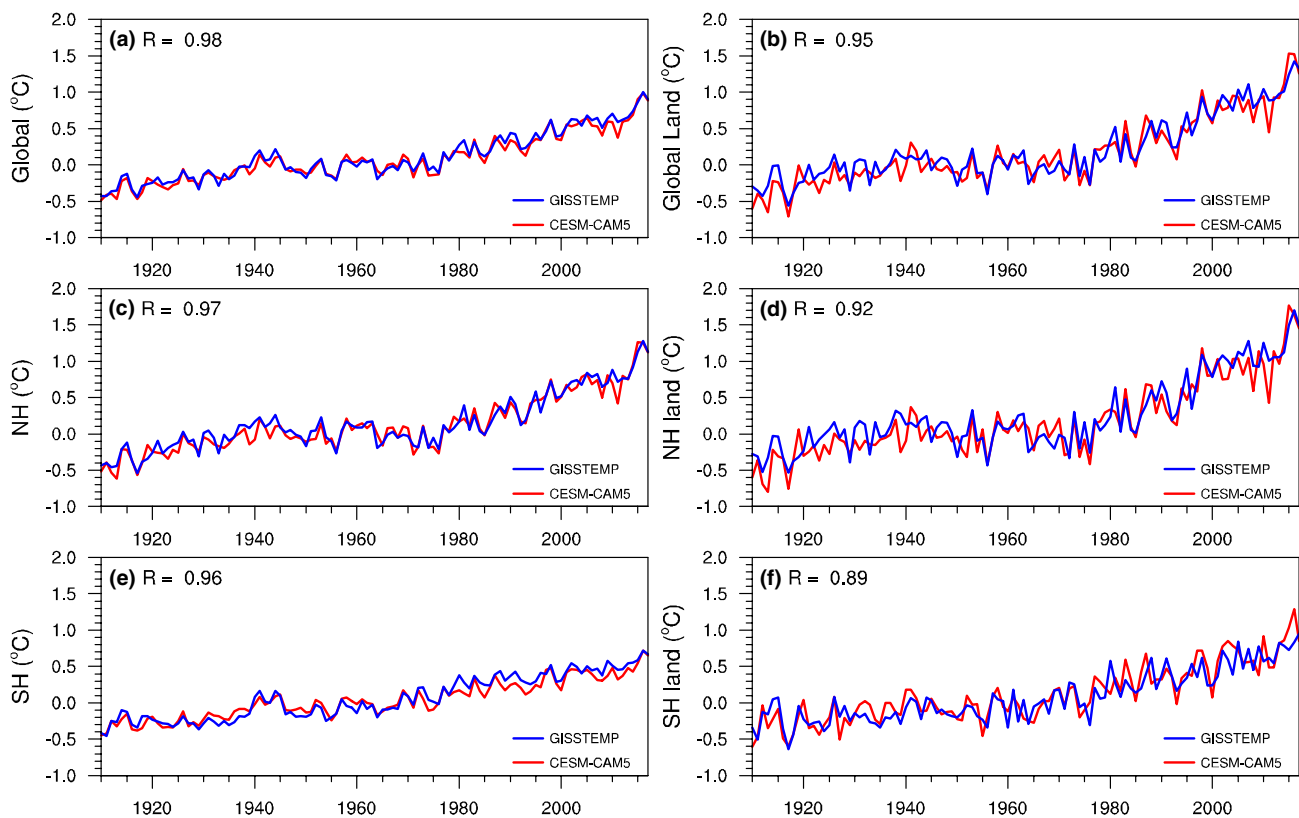 (a) R = 0.98
Global (°C)
2.0
1.5
1.0
0.5
0.0
-0.5
-1.0
GISSTEMP
CESM-CAM5
1920 1940 1960 1980 2000
(b) R = 0.95
Global Land (°C)
2.0
1.5
1.0
0.5
0.0
-0.5
-1.0
GISSTEMP
CESM-CAM5
1920 1940 1960 1980 2000
(c) R = 0.97
NH (°C)
2.0
1.5
1.0
0.5
0.0
-0.5
-1.0
GISSTEMP
CESM-CAM5
1920 1940 1960 1980 2000
(d) R = 0.92
NH land (°C)
2.0
1.5
1.0
0.5
0.0
-0.5
-1.0
GISSTEMP
CESM-CAM5
1920 1940 1960 1980 2000
(e) R = 0.96
SH (°C)
2.0
1.5
1.0
0.5
0.0
-0.5
-1.0
GISSTEMP
CESM-CAM5
1920 1940 1960 1980 2000
(f) R = 0.89
SH land (°C)
2.0
1.5
1.0
0.5
0.0
-0.5
-1.0
GISSTEMP
CESM-CAM5
1920 1940 1960 1980 2000